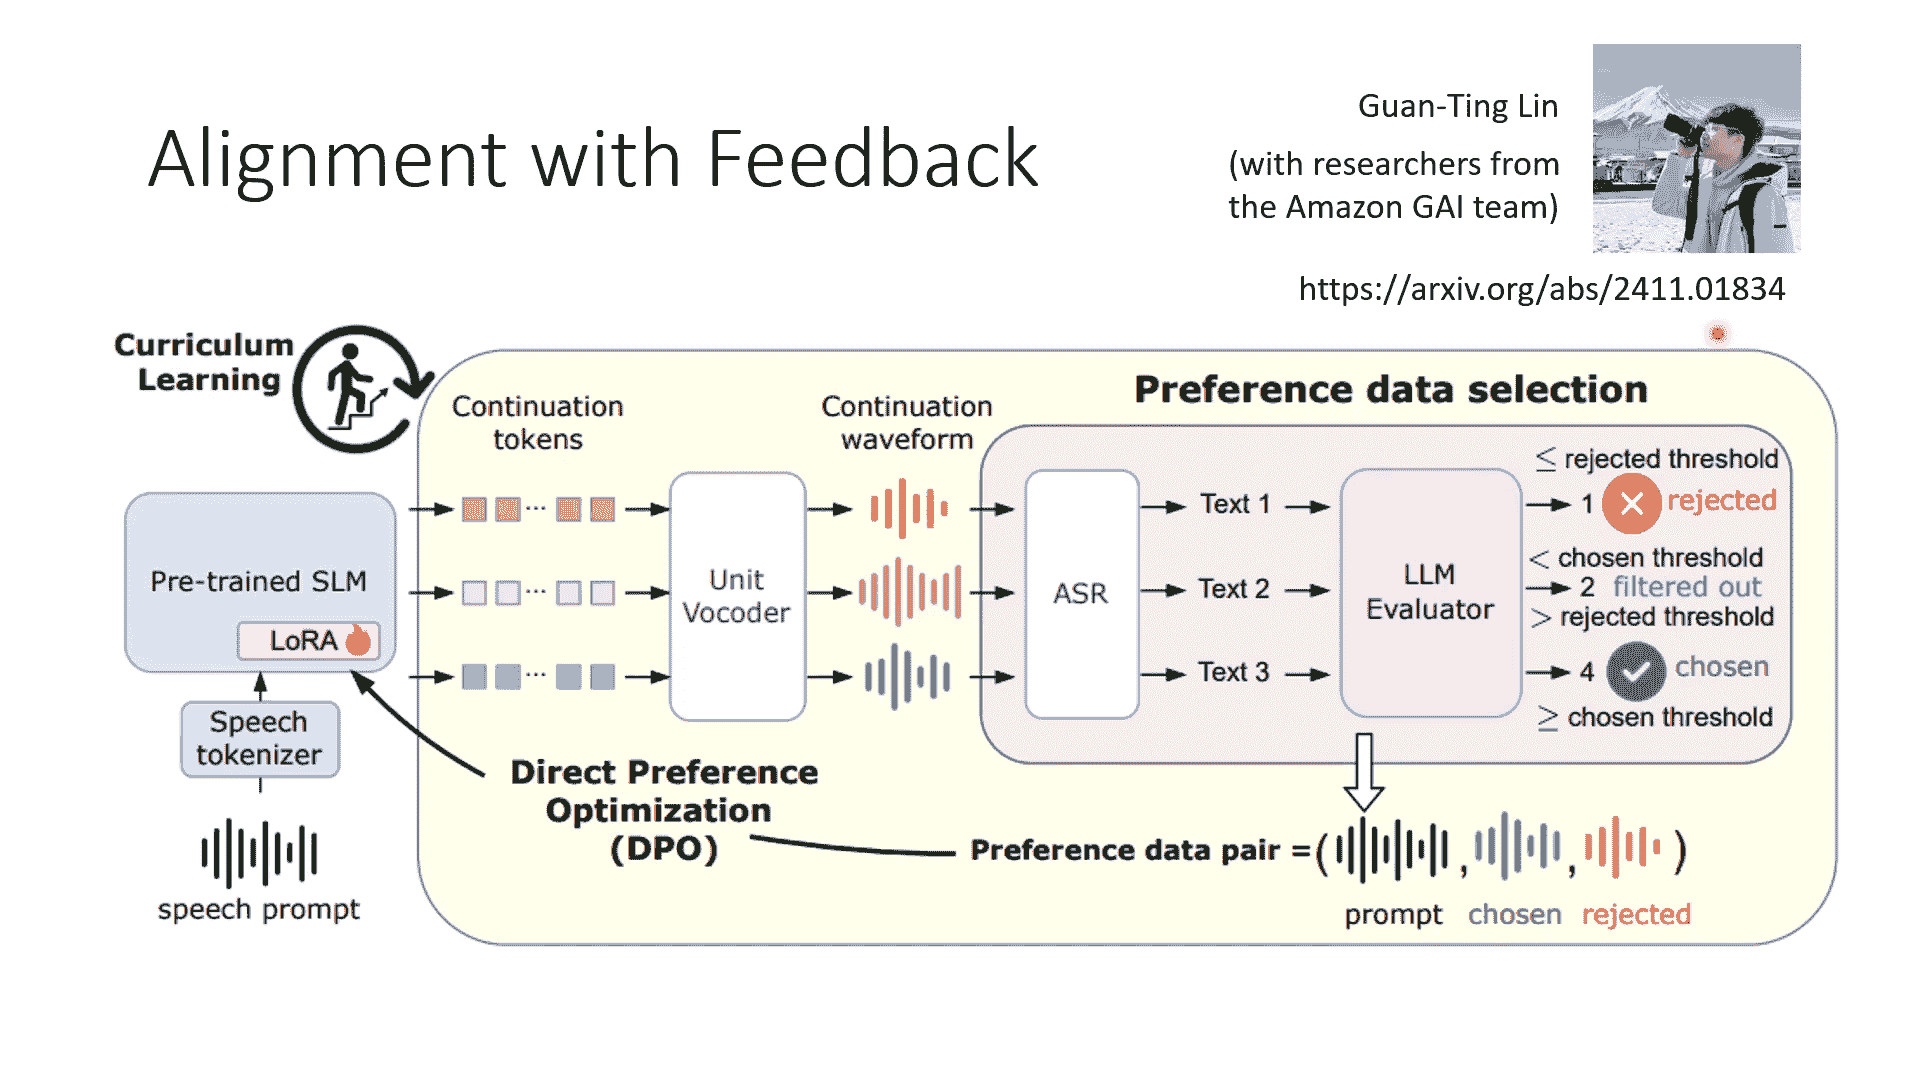 Alignment with Feedback
Guan-Ting Lin
(with researchers from
the Amazon GAI team)
https://arxiv.org/abs/2411.01834
Curriculum
Learning
Preference data selection
Continuation
tokens
Continuation
waveform
Pre-trained SLM
LoRA
Speech
tokenizer
speech prompt
...
...
...
Unit
Vocoder
ASR
Text 1
Text 2
Text 3
LLM
Evaluator
≤ rejected threshold
1 rejected
< chosen threshold
2 filtered out
> rejected threshold
4 chosen
≥ chosen threshold
Direct Preference
Optimization
(DPO)
Preference data pair =( , , )
prompt chosen rejected